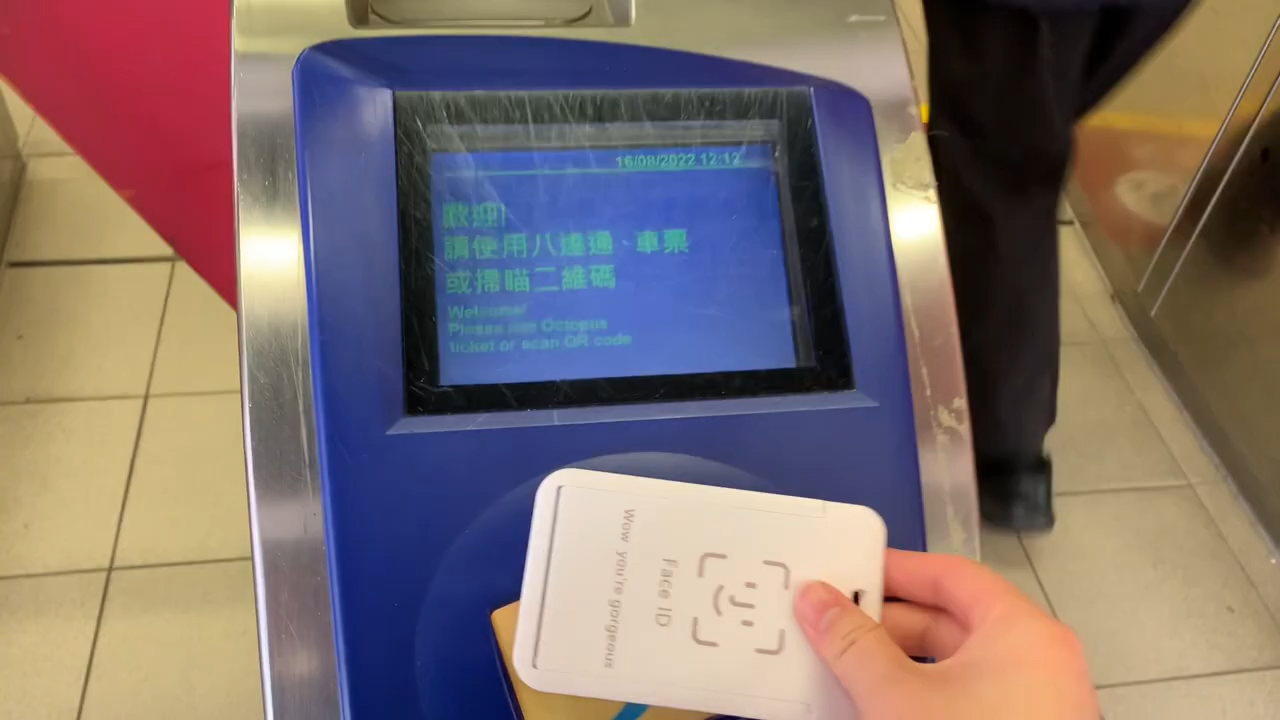 16/08/2022 12:12
歡迎!
請使用八達通、車票
或掃瞄二維碼
Welcome!
Please use Octopus
ticket or scan QR code
Face ID
Wow you're gorgeous